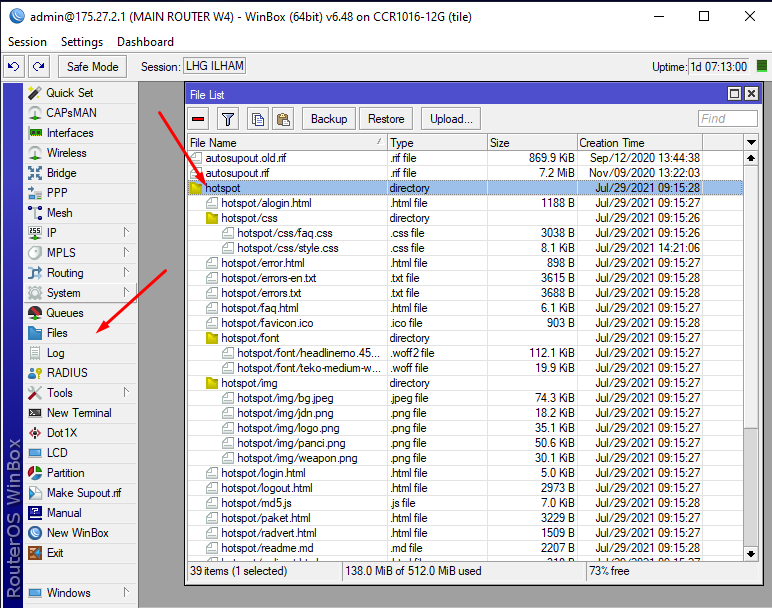 admin@175.27.2.1 (MAIN ROUTER W4) - WinBox (64bit) v6.48 on CCR1016-12G (tile)
Session Settings Dashboard
Safe Mode Session: LHG ILHAM Uptime: 1d 07:13:00
RouterOS WinBox
Quick Set
CAPsMAN
Interfaces
Wireless
Bridge
PPP
Mesh
IP
MPLS
Routing
System
Queues
Files
Log
RADIUS
Tools
New Terminal
Dot1X
LCD
Partition
Make Supout.rif
Manual
New WinBox
Exit
Windows
File List
Backup Restore Upload... Find
File Name Type Size Creation Time
autosupout.old.rif .rif file 869.9 KiB Sep/12/2020 13:44:38
autosupout.rif .rif file 7.2 MiB Nov/09/2020 13:22:03
hotspot directory Jul/29/2021 09:15:28
hotspot/alogin.html .html file 1188 B Jul/29/2021 09:15:27
hotspot/css directory Jul/29/2021 09:15:26
hotspot/css/faq.css .css file 3038 B Jul/29/2021 09:15:26
hotspot/css/style.css .css file 8.1 KiB Jul/29/2021 14:21:06
hotspot/error.html .html file 898 B Jul/29/2021 09:15:27
hotspot/errors-en.txt .txt file 3615 B Jul/29/2021 09:15:28
hotspot/errors.txt .txt file 3688 B Jul/29/2021 09:15:28
hotspot/faq.html .html file 6.1 KiB Jul/29/2021 09:15:27
hotspot/favicon.ico .ico file 903 B Jul/29/2021 09:15:28
hotspot/font directory Jul/29/2021 09:15:28
hotspot/font/headlineno.45... .woff2 file 112.1 KiB Jul/29/2021 09:15:27
hotspot/font/teko-medium-w... .woff file 19.9 KiB Jul/29/2021 09:15:28
hotspot/img directory Jul/29/2021 09:15:27
hotspot/img/bg.jpeg .jpeg file 74.3 KiB Jul/29/2021 09:15:27
hotspot/img/jdn.png .png file 18.2 KiB Jul/29/2021 09:15:27
hotspot/img/logo.png .png file 35.1 KiB Jul/29/2021 09:15:27
hotspot/img/panci.png .png file 50.6 KiB Jul/29/2021 09:15:27
hotspot/img/weapon.png .png file 30.1 KiB Jul/29/2021 09:15:27
hotspot/login.html .html file 5.0 KiB Jul/29/2021 09:15:27
hotspot/logout.html .html file 2973 B Jul/29/2021 09:15:27
hotspot/md5.js .js file 7.0 KiB Jul/29/2021 09:15:28
hotspot/paket.html .html file 3229 B Jul/29/2021 09:15:27
hotspot/radvert.html .html file 1509 B Jul/29/2021 09:15:27
hotspot/readme.md .md file 2207 B Jul/29/2021 09:15:28
39 items (1 selected) 138.0 MiB of 512.0 MiB used 73% free